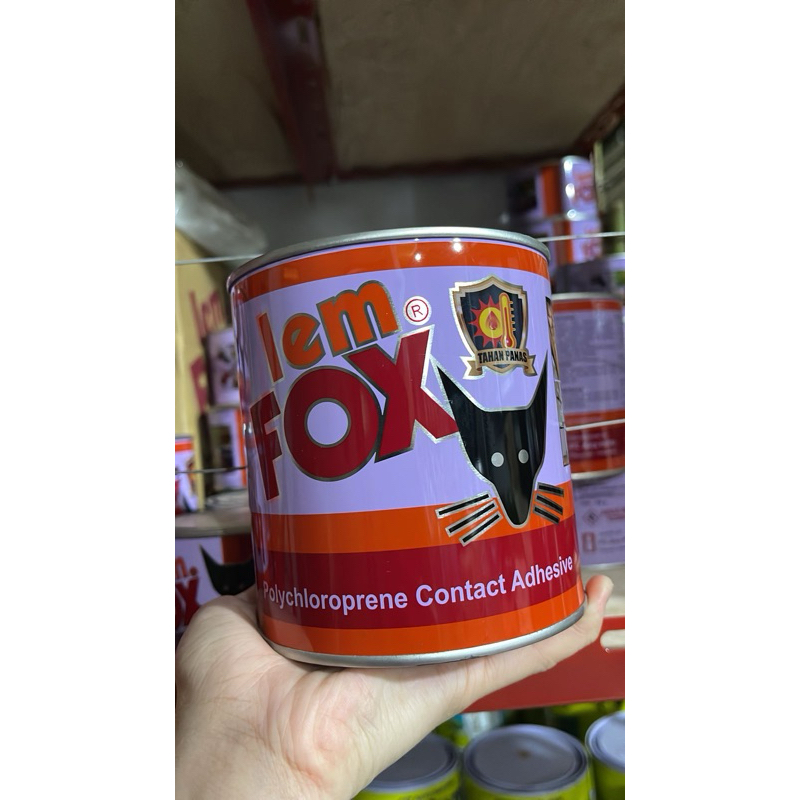 lem
FOX®
TAHAN PANAS
Polychloroprene Contact Adhesive